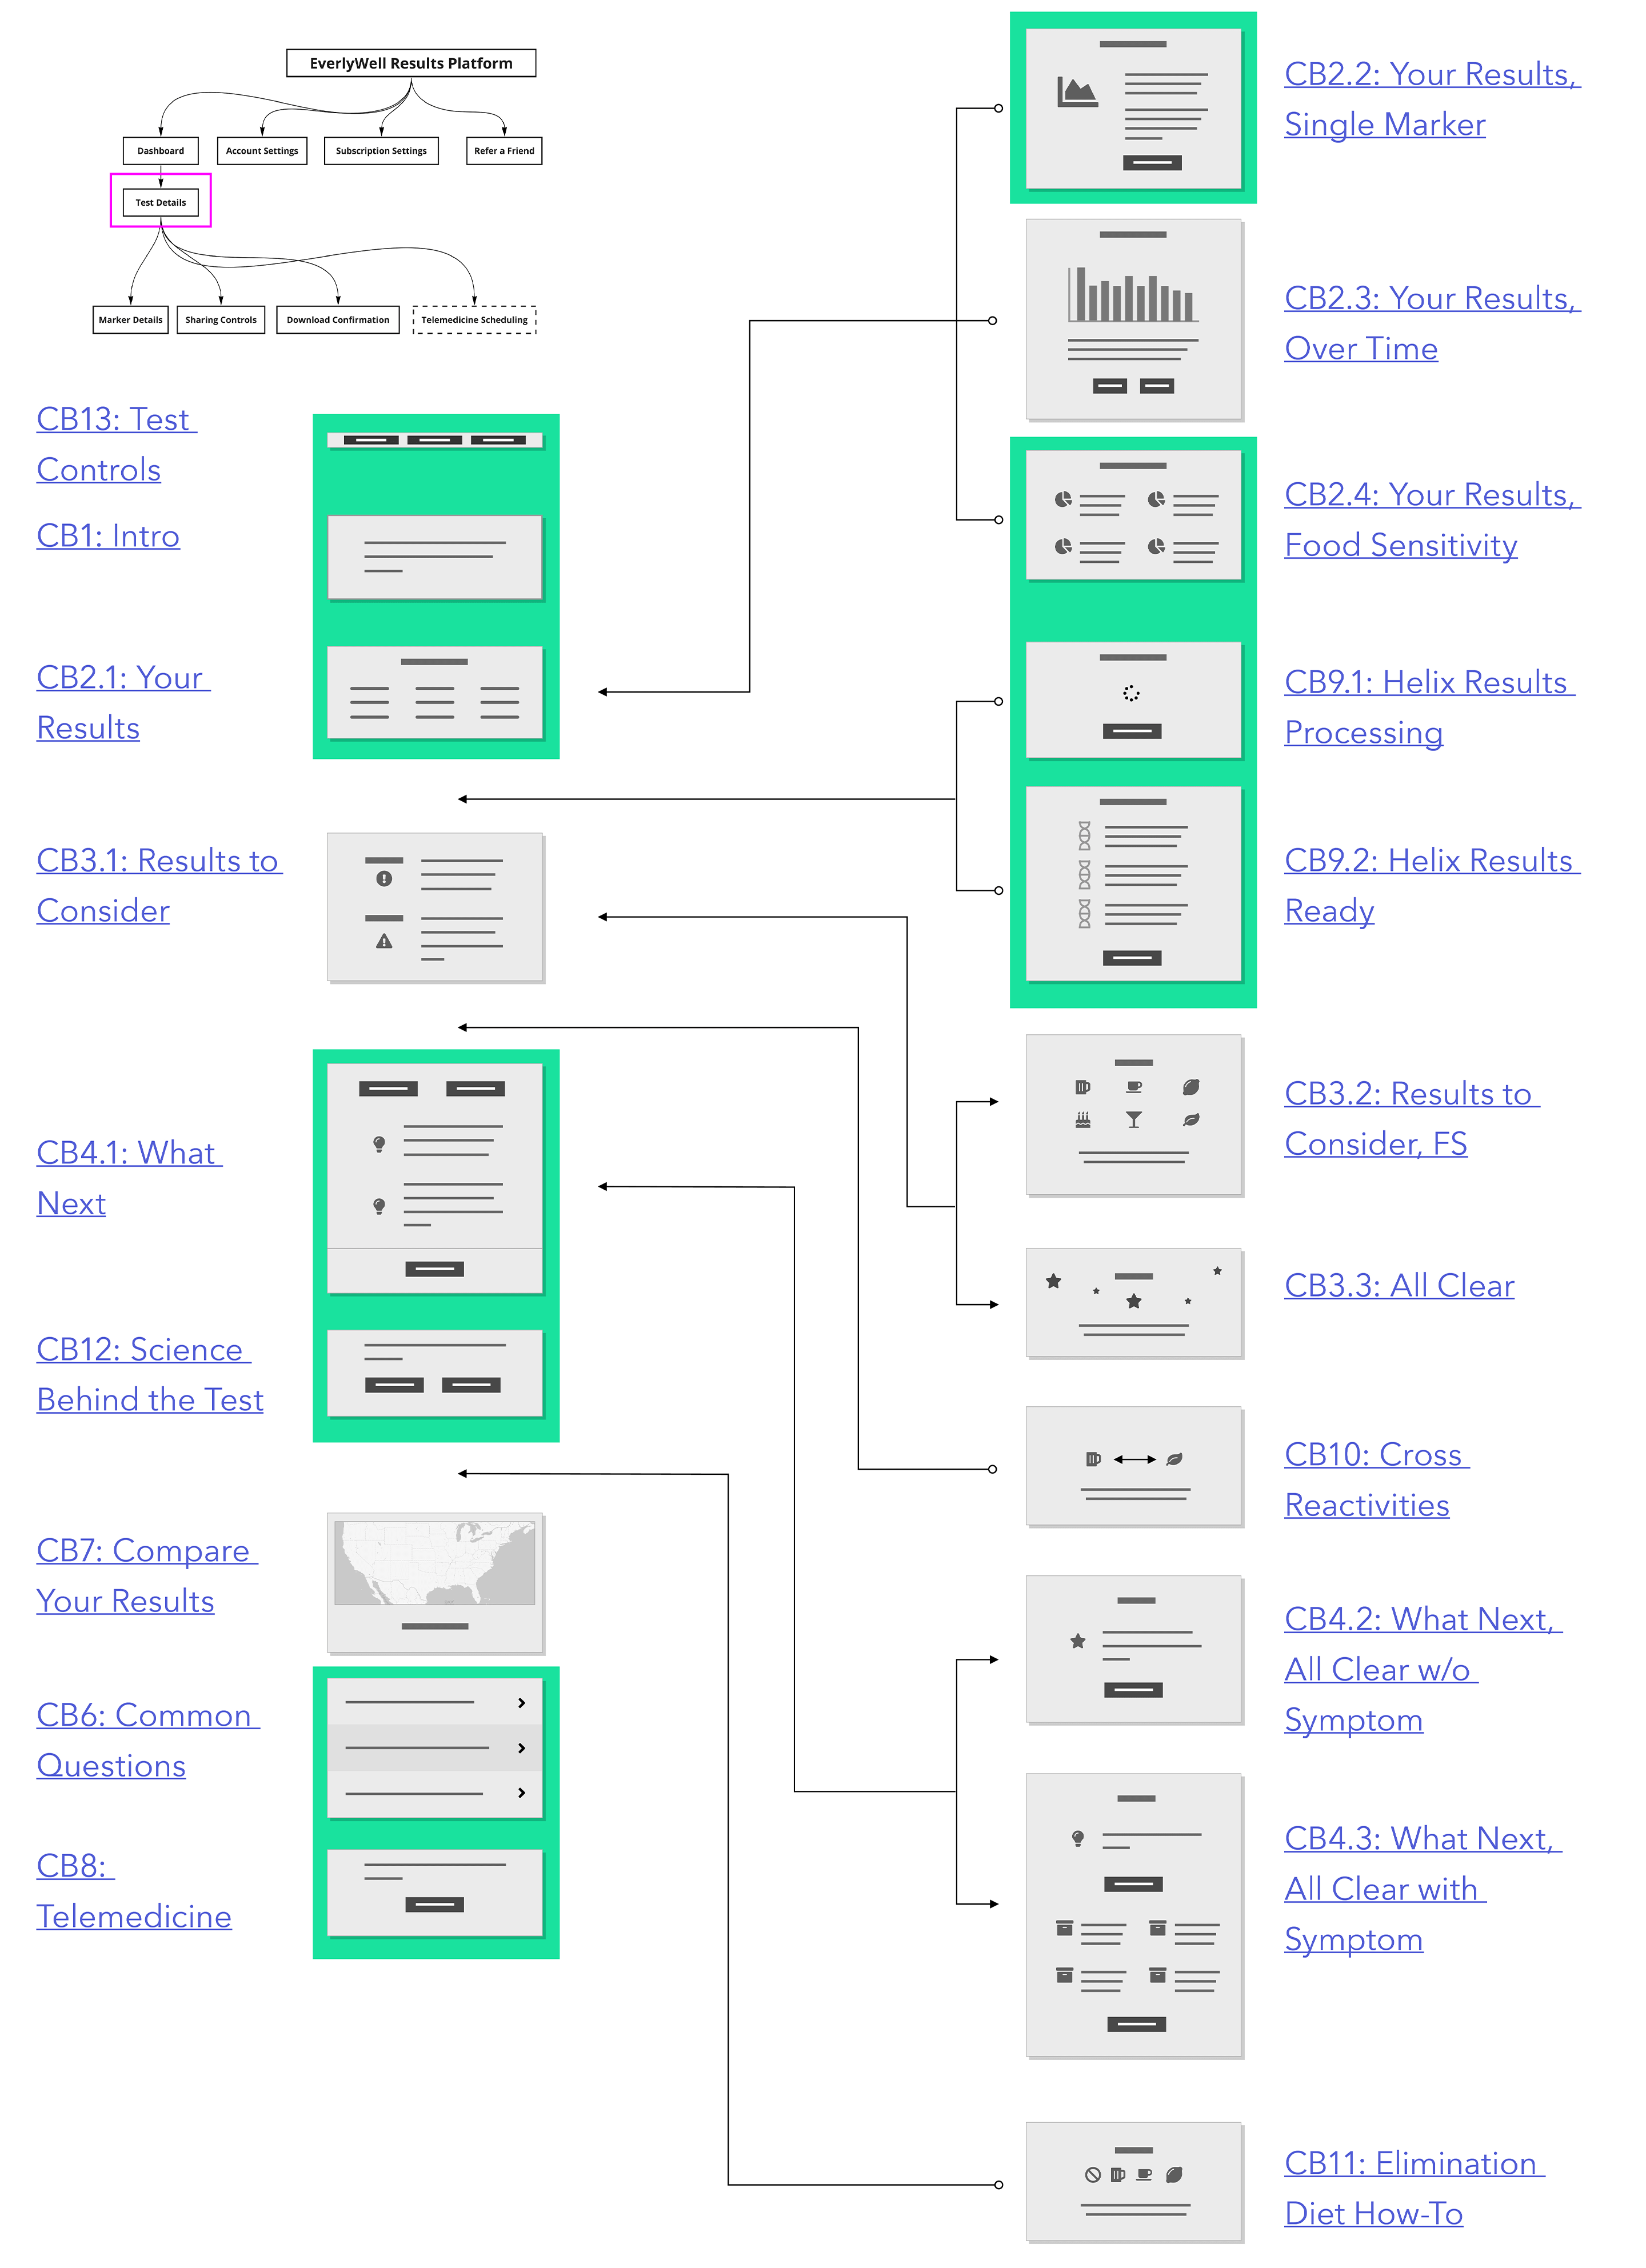 EverlyWell Results Platform
Dashboard
Account Settings
Subscription Settings
Refer a Friend
Test Details
Marker Details
Sharing Controls
Download Confirmation
Telemedicine Scheduling
CB13: Test
Controls
CB1: Intro
CB2.1: Your
Results
CB3.1: Results to
Consider
CB4.1: What
Next
CB12: Science
Behind the Test
CB7: Compare
Your Results
CB6: Common
Questions
CB8:
Telemedicine
CB2.2: Your Results,
Single Marker
CB2.3: Your Results,
Over Time
CB2.4: Your Results,
Food Sensitivity
CB9.1: Helix Results
Processing
CB9.2: Helix Results
Ready
CB3.2: Results to
Consider, FS
CB3.3: All Clear
CB10: Cross
Reactivities
CB4.2: What Next,
All Clear w/o
Symptom
CB4.3: What Next,
All Clear with
Symptom
CB11: Elimination
Diet How-To